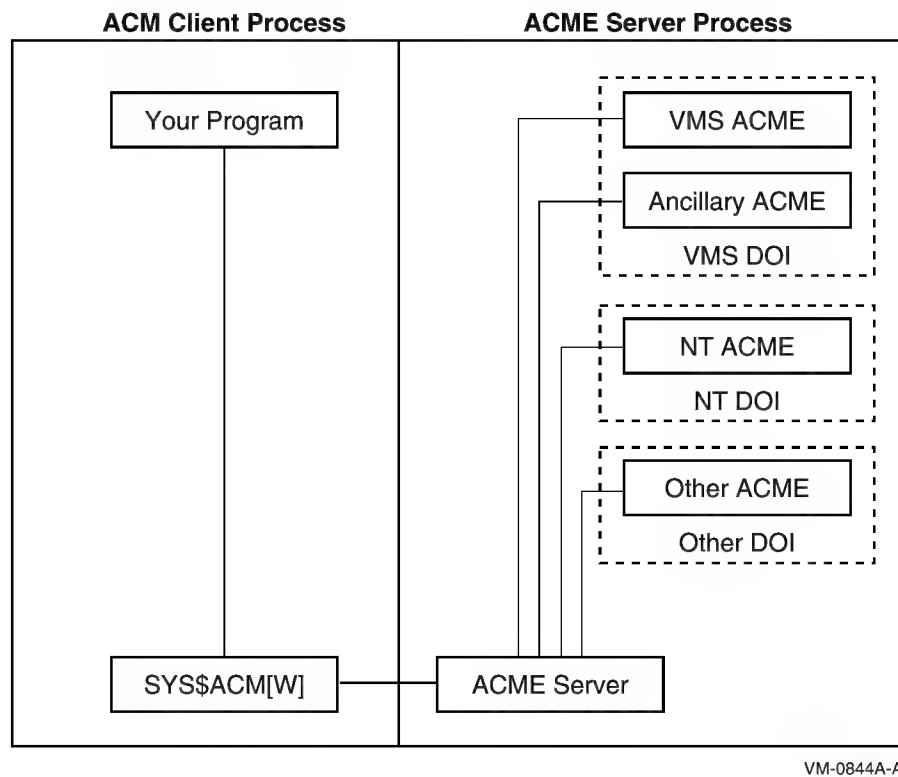 ACM Client Process
ACME Server Process
Your Program
VMS ACME
Ancillary ACME
VMS DOI
NT ACME
NT DOI
Other ACME
Other DOI
SYS$ACM[W]
ACME Server